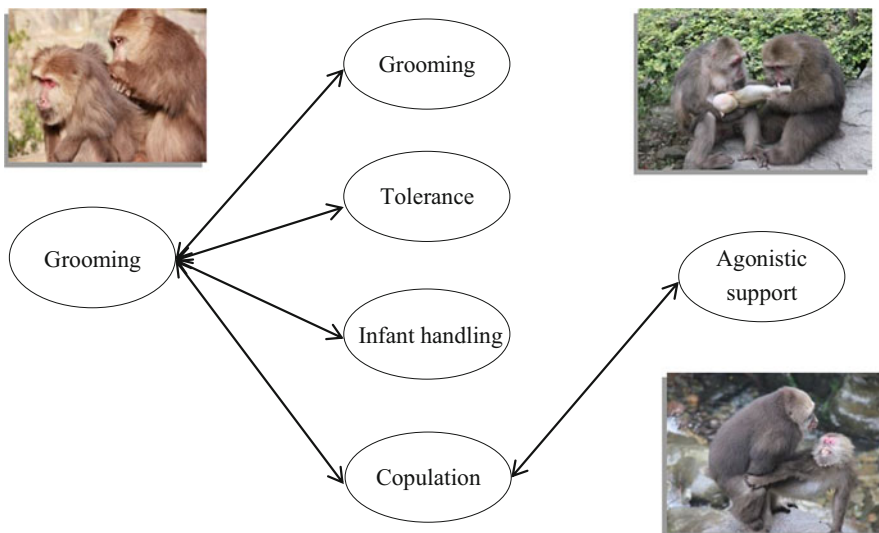 Grooming
Tolerance
Grooming
Agonistic
support
Infant handling
Copulation